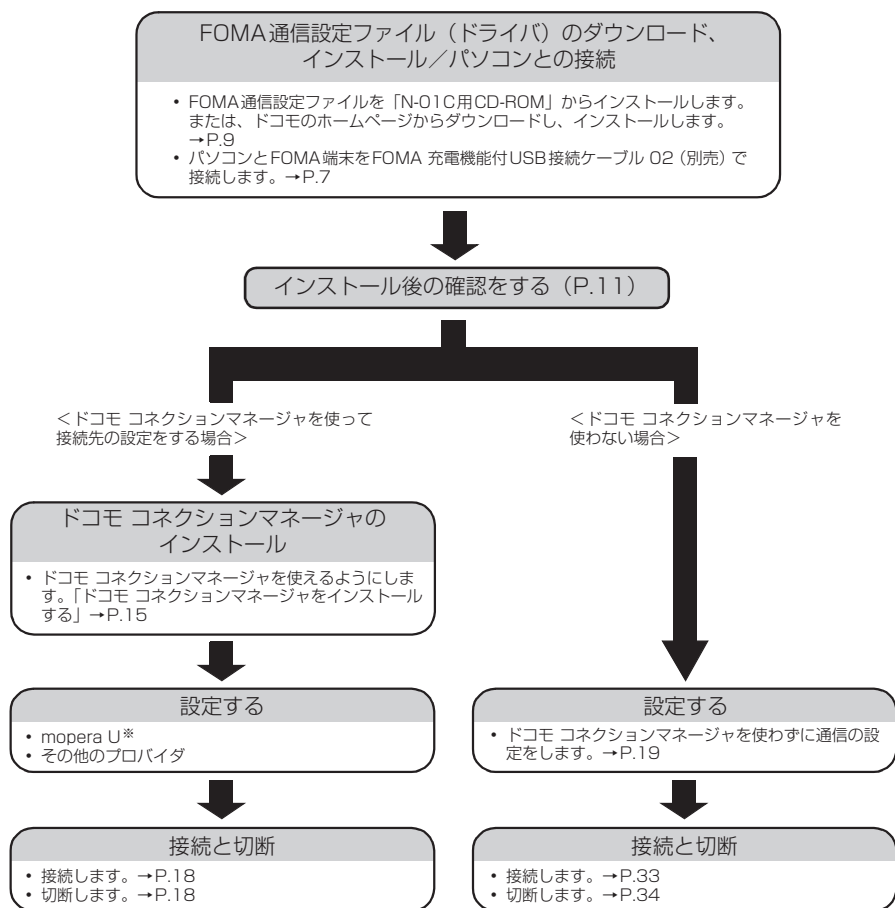 FOMA通信設定ファイル（ドライバ）のダウンロード、
インストール／パソコンとの接続
• FOMA通信設定ファイルを「N-01C用CD-ROM」からインストールします。
または、ドコモのホームページからダウンロードし、インストールします。
→P.9
• パソコンとFOMA端末をFOMA 充電機能付USB接続ケーブル 02（別売）で
接続します。→P.7
インストール後の確認をする（P.11）
＜ドコモ コネクションマネージャを使って
接続先の設定をする場合＞
ドコモ コネクションマネージャの
インストール
• ドコモ コネクションマネージャを使えるようにしま
す。「ドコモ コネクションマネージャをインストール
する」→P.15
設定する
• mopera U※
• その他のプロバイダ
接続と切断
• 接続します。→P.18
• 切断します。→P.18
＜ドコモ コネクションマネージャを
使わない場合＞
設定する
• ドコモ コネクションマネージャを使わずに通信の設
定をします。→P.19
接続と切断
• 接続します。→P.33
• 切断します。→P.34